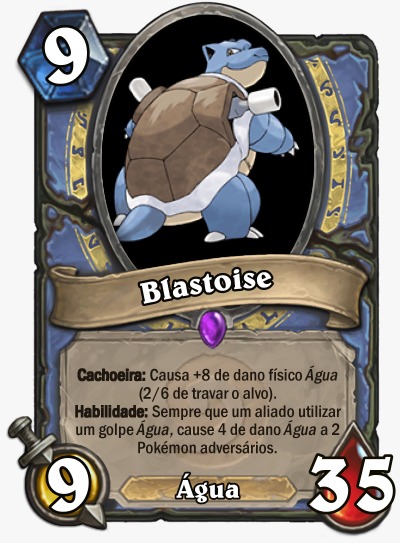 9
Blastoise
Cachoeira: Causa +8 de dano físico Água
(2/6 de travar o alvo).
Habilidade: Sempre que um aliado utilizar
um golpe Água, cause 4 de dano Água a 2
Pokémon adversários.
9
Água
35